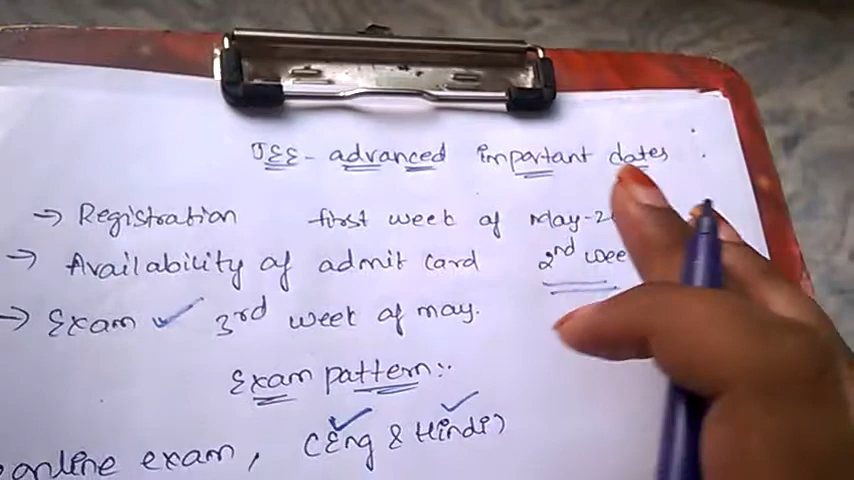 JEE - advanced important dates :
→ Registration first week of May-2
→ Availability of admit card 2nd wee
→ Exam ✓ 3rd week of may.
Exam pattern :-
online exam, (Eng & Hindi)